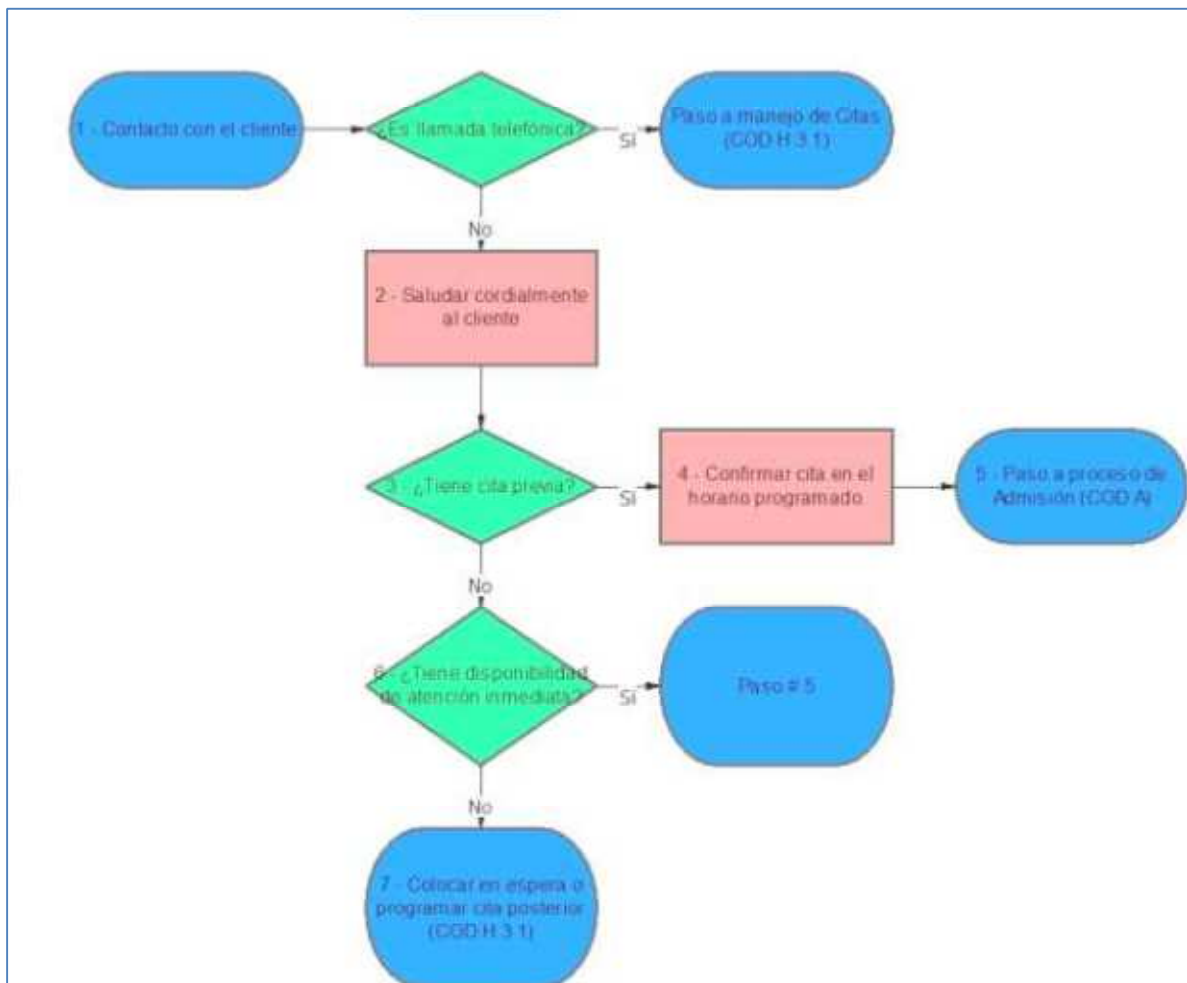 1 - Contacto con el cliente
¿Es llamada telefónica?
Si
Paso a manejo de Citas
(COD H 3.1)
No
2 - Saludar cordialmente
al cliente
3 - ¿Tiene cita previa?
Si
4 - Confirmar cita en el
horario programado
5 - Paso a proceso de
Admisión (COD A)
No
6 - ¿Tiene disponibilidad
de atención inmediata?
Si
Paso # 5
No
7 - Colocar en espera o
programar cita posterior
(COD H 3.1)